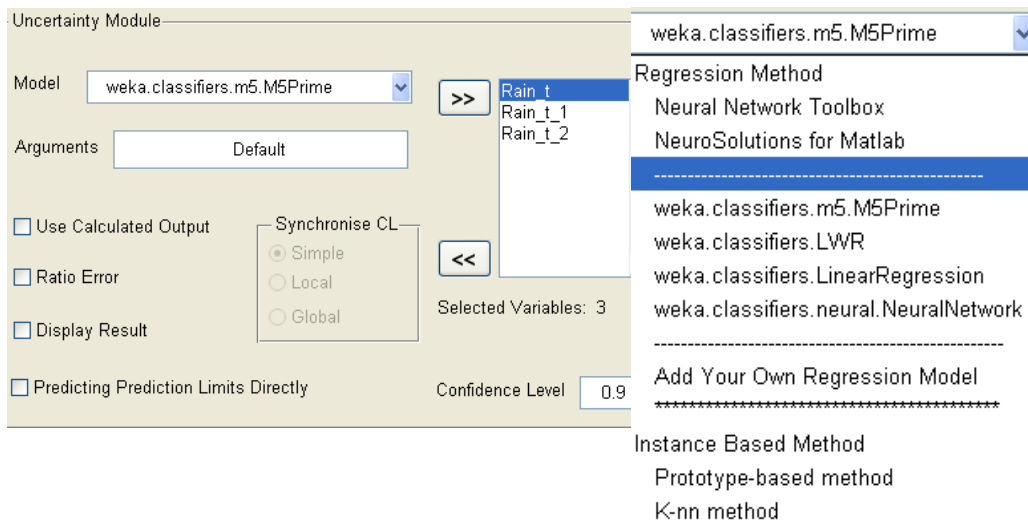 Uncertainty Module
Model
weka.classifiers.m5.M5Prime
>>
Rain_t
Rain_t_1
Rain_t_2
Arguments
Default
Use Calculated Output
Ratio Error
Display Result
Synchronise CL
Simple
Local
Global
<<
Selected Variables: 3
Predicting Prediction Limits Directly
Confidence Level
0.9
weka.classifiers.m5.M5Prime
Regression Method
Neural Network Toolbox
NeuroSolutions for Matlab
-------------------------------------------------
weka.classifiers.m5.M5Prime
weka.classifiers.LWR
weka.classifiers.LinearRegression
weka.classifiers.neural.NeuralNetwork
----------------------------------------------------
Add Your Own Regression Model
****************************************
Instance Based Method
Prototype-based method
K-nn method